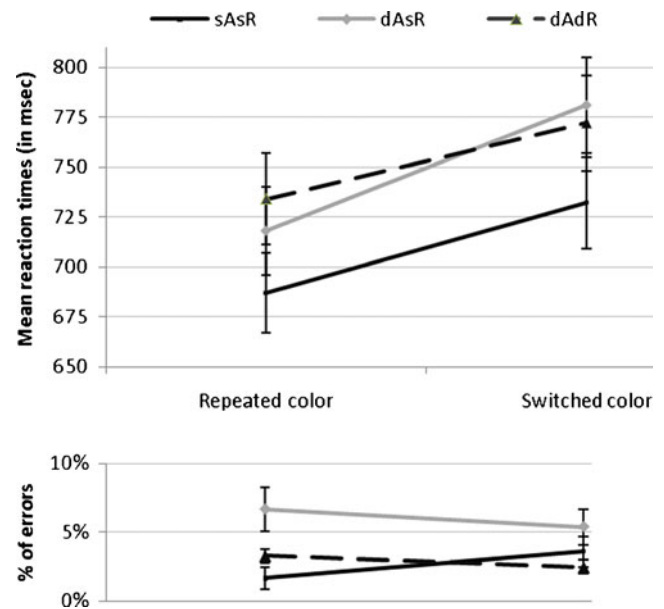 sAsR dAsR dAdR
Mean reaction times (in msec)
800
775
750
725
700
675
650
Repeated color Switched color
% of errors
10%
5%
0%